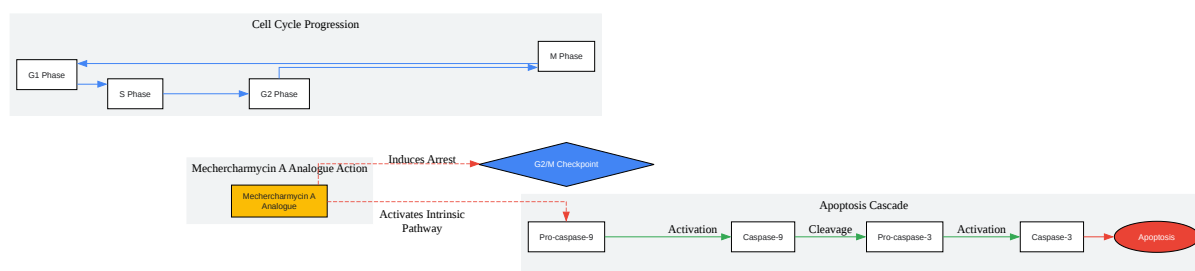 Cell Cycle Progression
M Phase
G1 Phase
S Phase
G2 Phase
Mechercharmycin A Analogue Action
Induces Arrest
G2/M Checkpoint
Mechercharmycin A
Analogue
Activates Intrinsic
Pathway
Apoptosis Cascade
Pro-caspase-9
Activation
Caspase-9
Cleavage
Pro-caspase-3
Activation
Caspase-3
Apoptosis